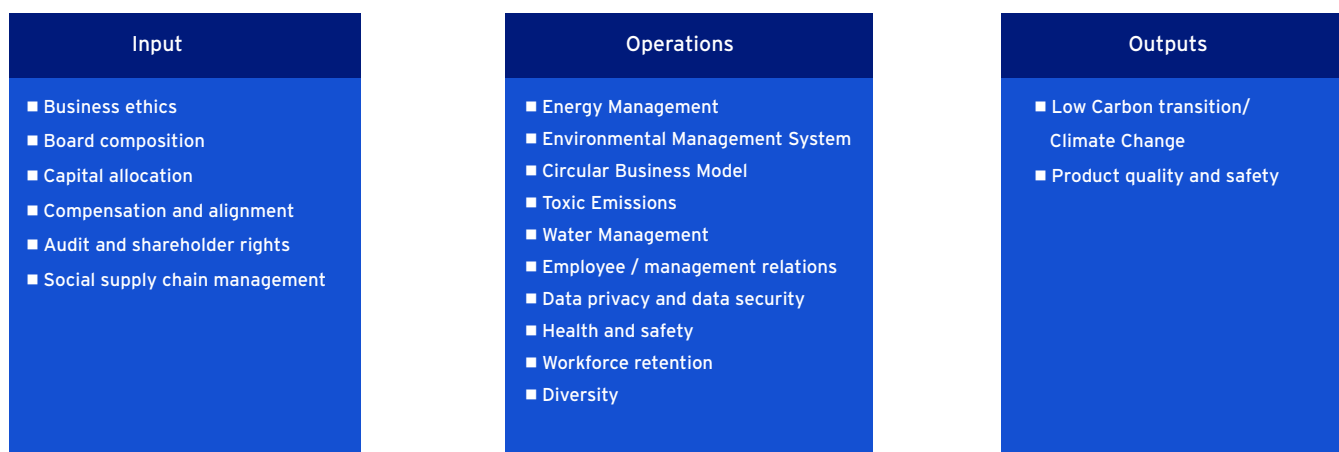 Input
■ Business ethics
■ Board composition
■ Capital allocation
■ Compensation and alignment
■ Audit and shareholder rights
■ Social supply chain management
Operations
■ Energy Management
■ Environmental Management System
■ Circular Business Model
■ Toxic Emissions
■ Water Management
■ Employee / management relations
■ Data privacy and data security
■ Health and safety
■ Workforce retention
■ Diversity
Outputs
■ Low Carbon transition/
Climate Change
■ Product quality and safety